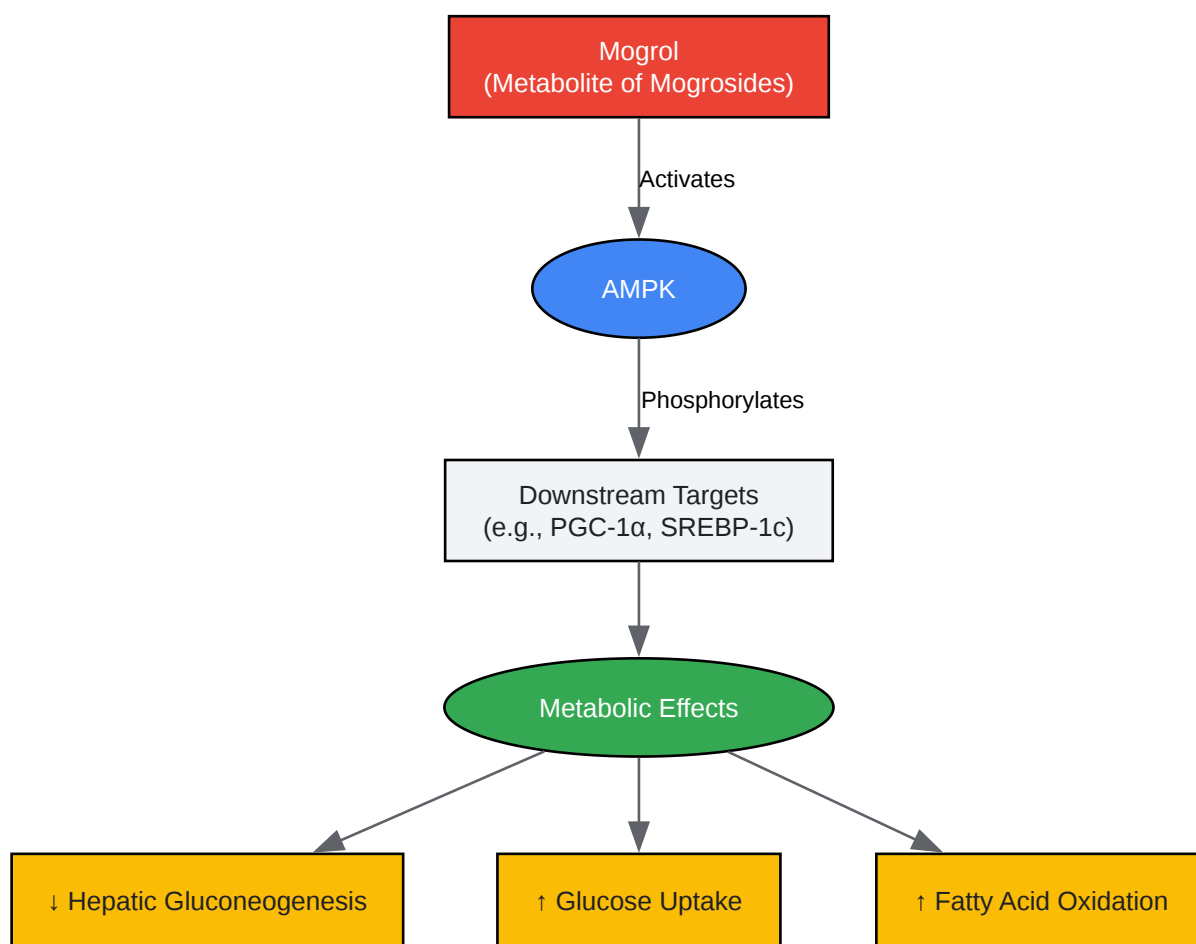 Mogrol
(Metabolite of Mogrosides)
Activates
AMPK
Phosphorylates
Downstream Targets
(e.g., PGC-1α, SREBP-1c)
Metabolic Effects
↓ Hepatic Gluconeogenesis
↑ Glucose Uptake
↑ Fatty Acid Oxidation